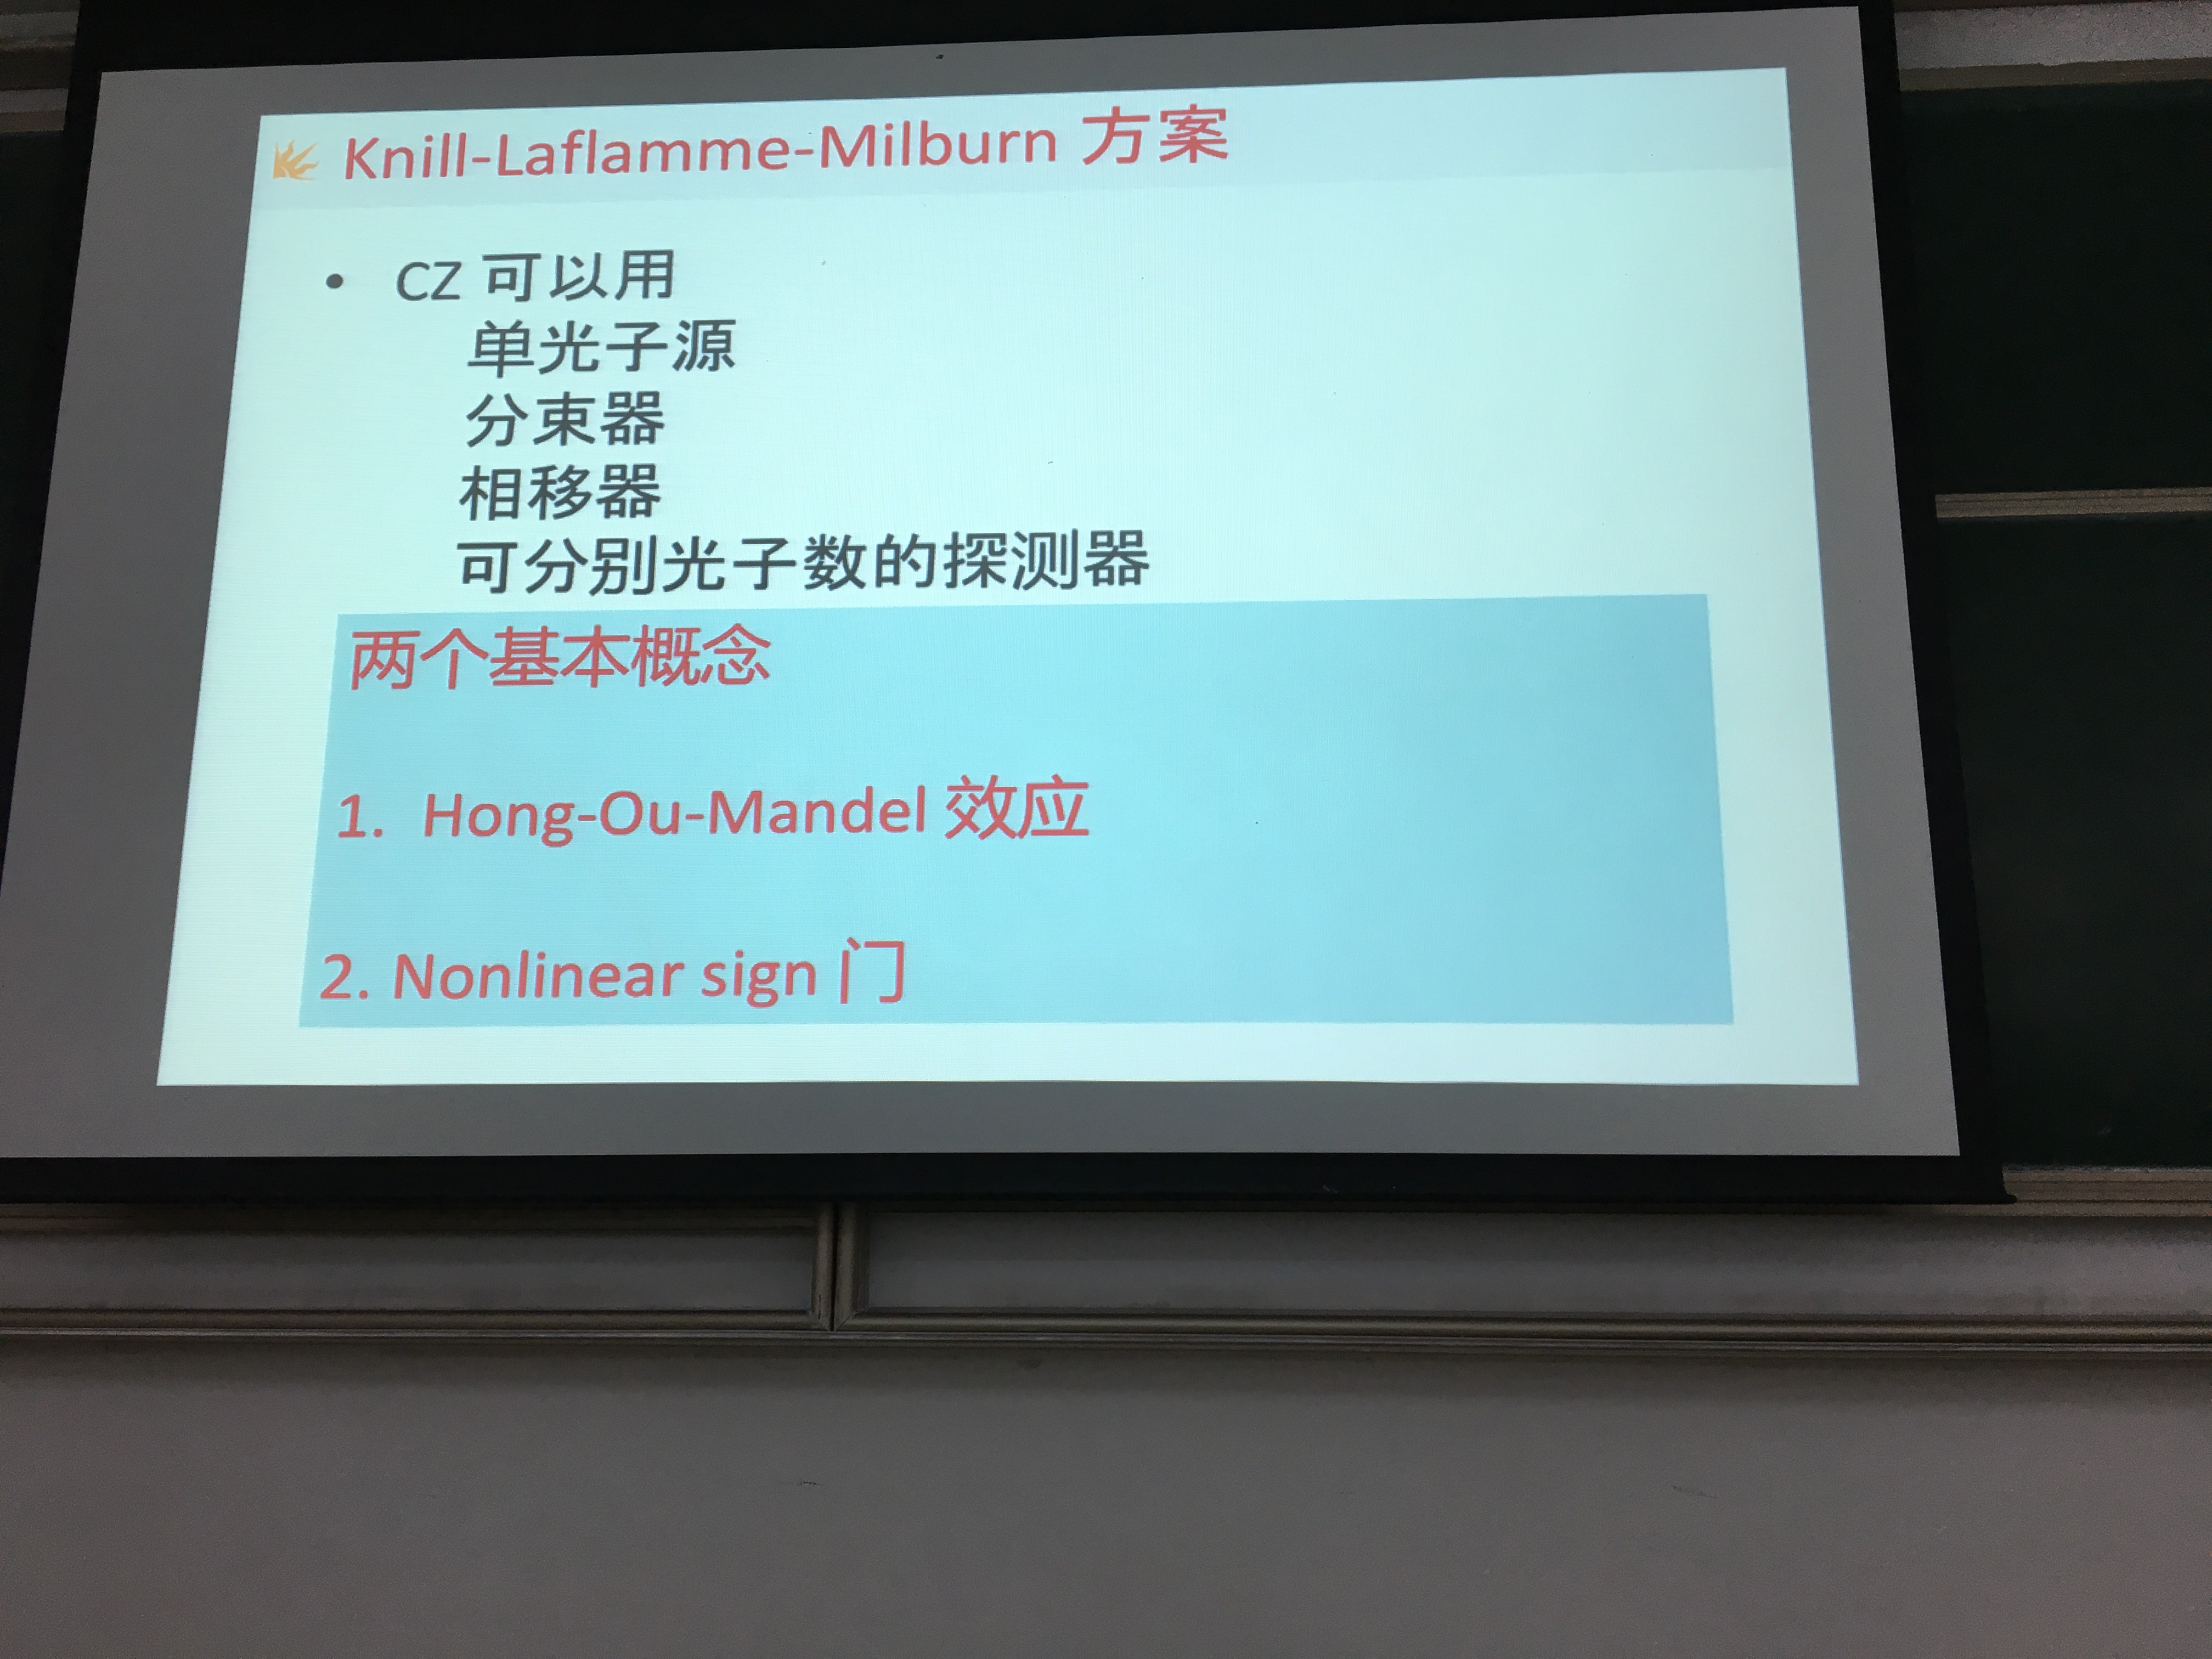 Knill-Laflamme-Milburn 方案
• CZ 可以用
单光子源
分束器
相移器
可分别光子数的探测器
两个基本概念
1. Hong-Ou-Mandel 效应
2. Nonlinear sign 门